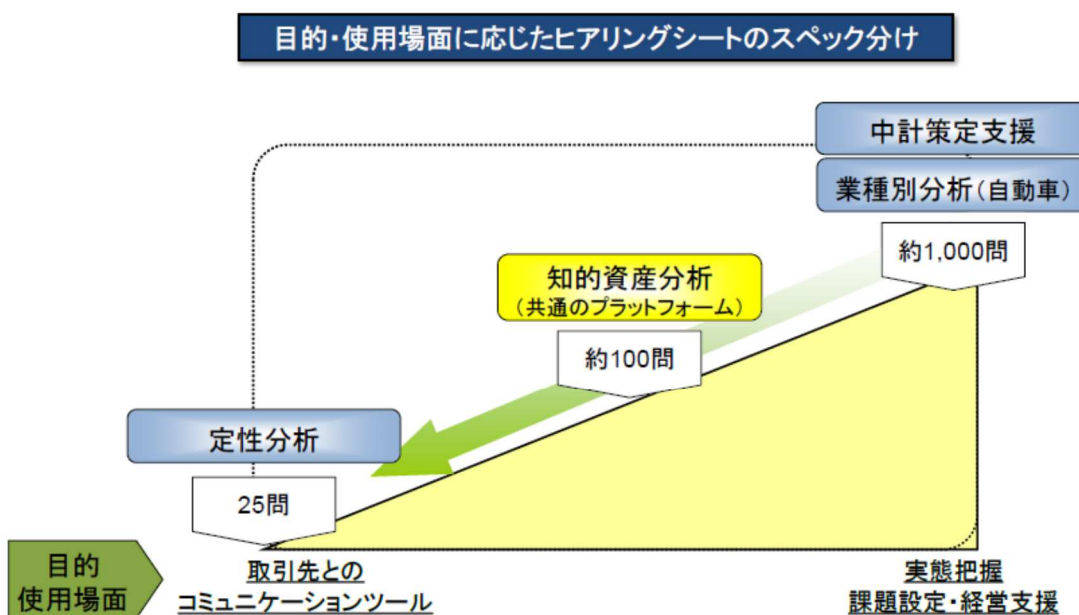 目的・使用場面に応じたヒアリングシートのスペック分け
中計策定支援
業種別分析（自動車）
約1,000問
知的資産分析
（共通のプラットフォーム）
約100問
定性分析
25問
目的
使用場面
取引先との
コミュニケーションツール
実態把握
課題設定・経営支援